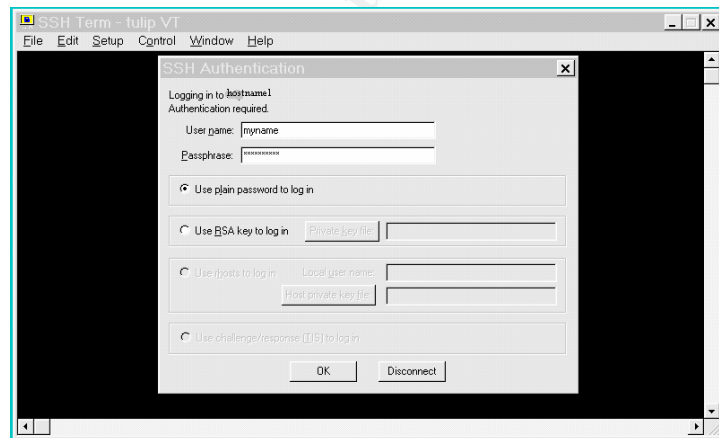 SSH Term - tulip VT
File Edit Setup Control Window Help
SSH Authentication
Logging in to hostname1
Authentication required.
User name: myname
Passphrase: **********
Use plain password to log in
Use RSA key to log in Private key file:
Use rhosts to log in Local user name:
Host private key file:
Use challenge/response (TIS) to log in
OK Disconnect